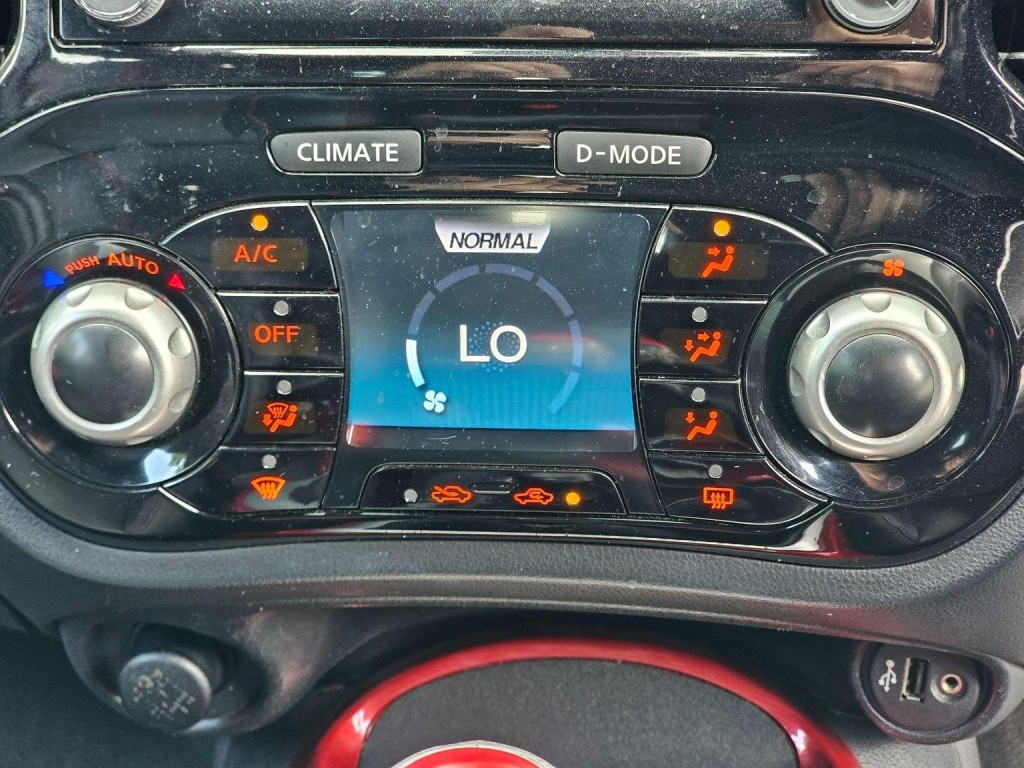 CLIMATE
D-MODE
PUSH AUTO
A/C
NORMAL
OFF
LO